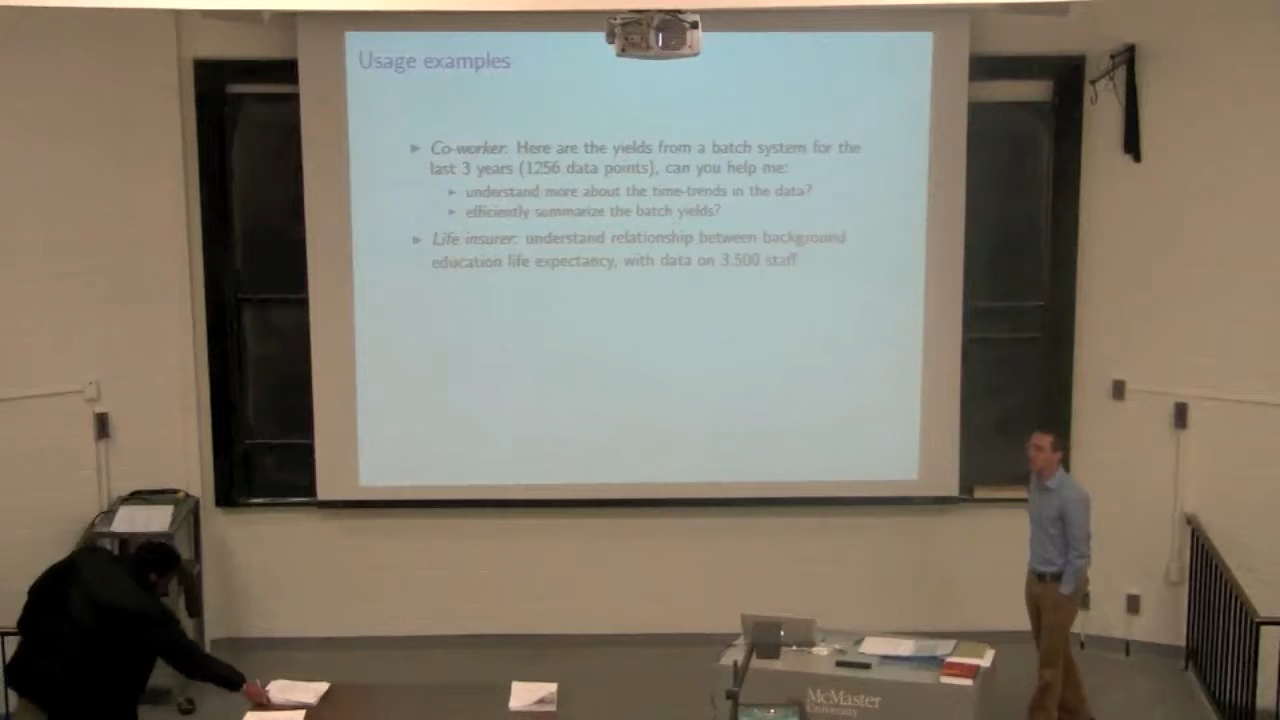 Usage examples
► Co-worker: Here are the yields from a batch system for the
last 3 years (1256 data points), can you help me:
► understand more about the time-trends in the data?
► efficiently summarize the batch yields?
► Life insurer: understand relationship between background
education life expectancy, with data on 3.500 staff
McMaster
University